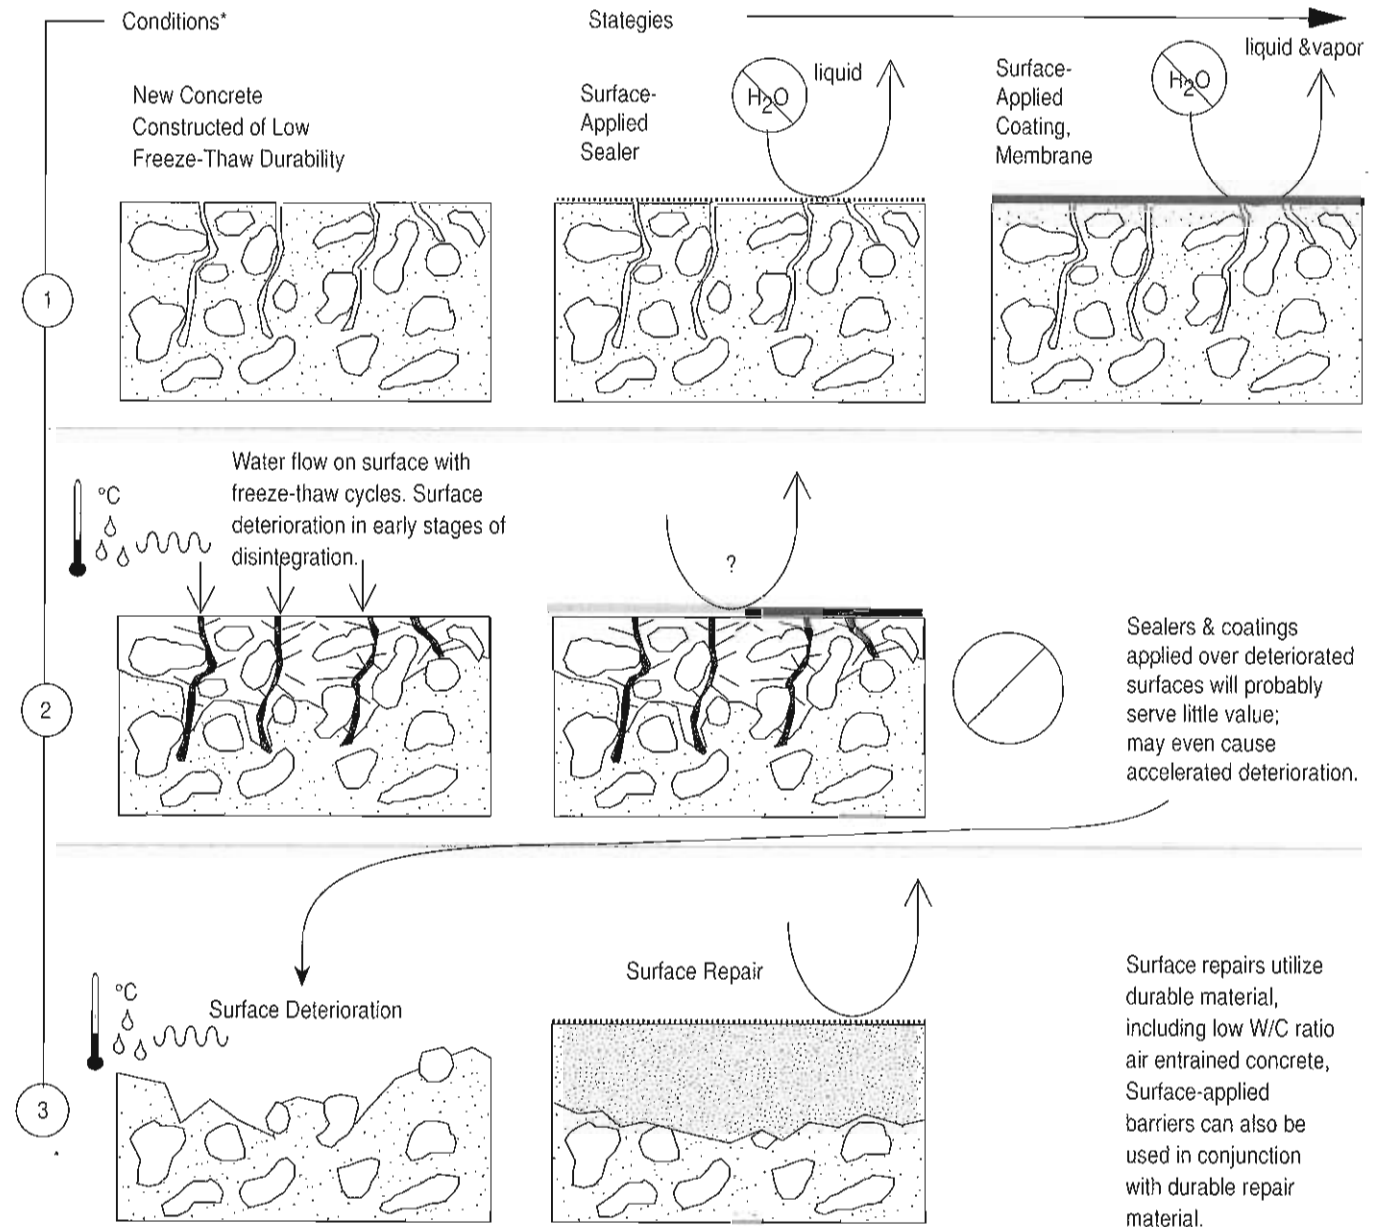 Conditions*
Stategies
New Concrete
Constructed of Low
Freeze-Thaw Durability
Surface-
Applied
Sealer
H2O
liquid
Surface-
Applied
Coating,
Membrane
H2O
liquid &vapor
1
Water flow on surface with
freeze-thaw cycles. Surface
deterioration in early stages of
disintegration.
°C
?
2
Sealers & coatings
applied over deteriorated
surfaces will probably
serve little value;
may even cause
accelerated deterioration.
°C
Surface Deterioration
Surface Repair
3
Surface repairs utilize
durable material,
including low W/C ratio
air entrained concrete,
Surface-applied
barriers can also be
used in conjunction
with durable repair
material.